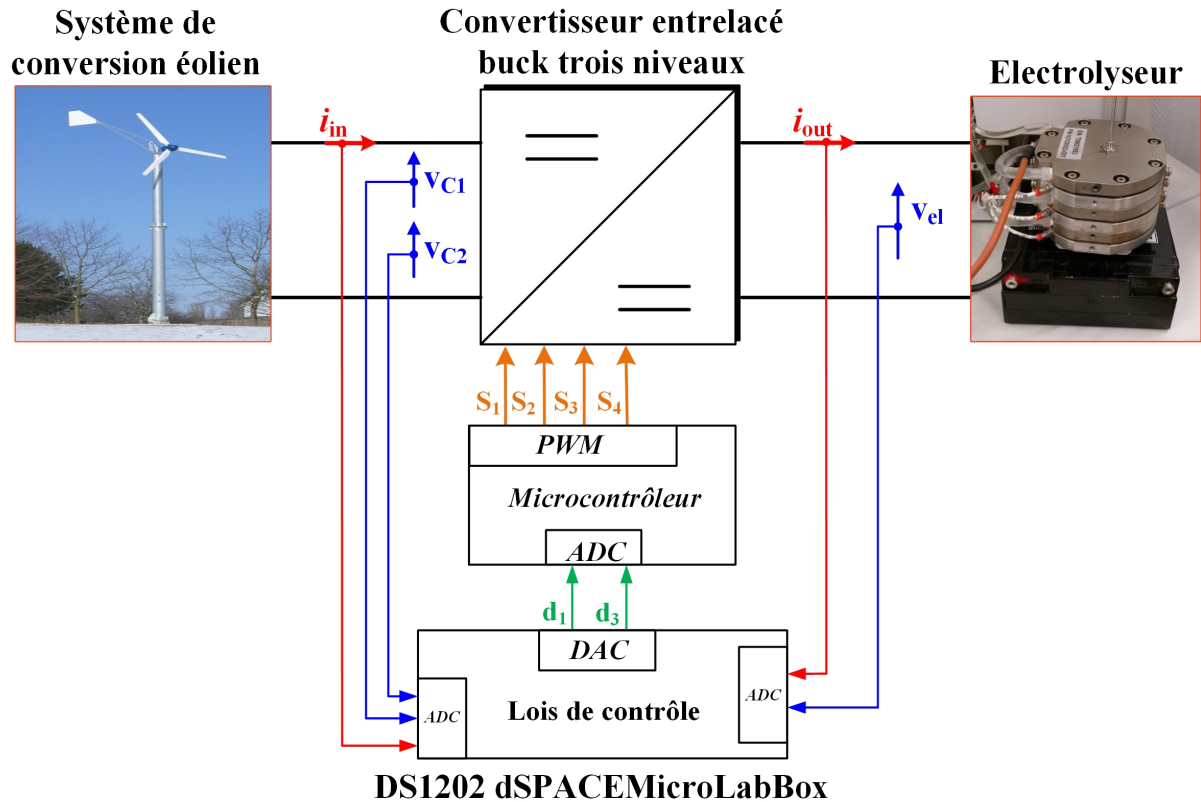 Système de
conversion éolien
Convertisseur entrelacé
buck trois niveaux
Electrolyseur
iin
iout
vC1
vC2
vel
S1 S2 S3 S4
PWM
Microcontrôleur
ADC
d1 d3
DAC
ADC
Lois de contrôle
ADC
DS1202 dSPACEMicroLabBox